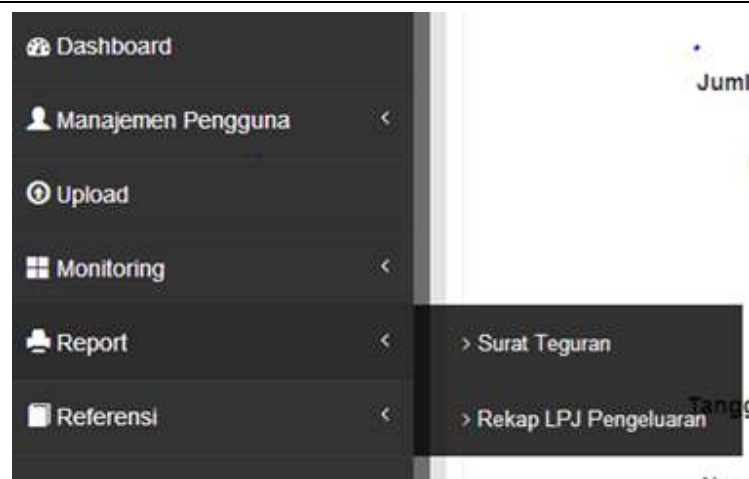 Dashboard
Manajemen Pengguna
Upload
Monitoring
Report
Referensi
> Surat Teguran
> Rekap LPJ Pengeluaran